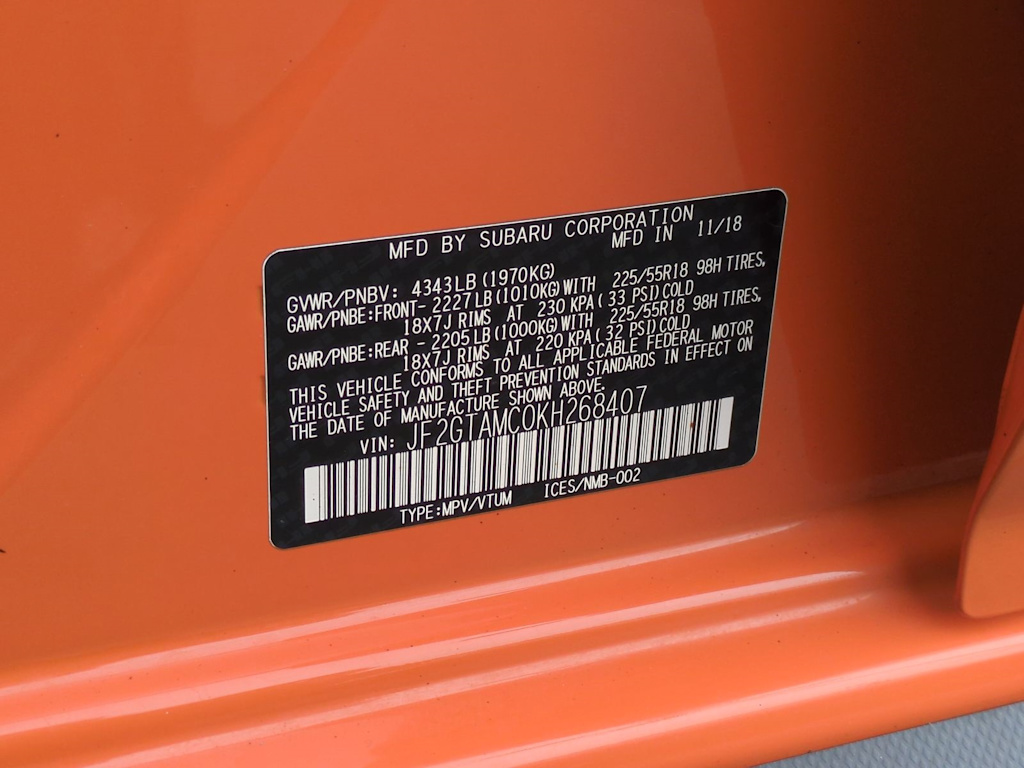 MFD BY SUBARU CORPORATION
MFD IN 11/18
GVWR/PNBV: 4343LB (1970KG)
GAWR/PNBE:FRONT- 2227LB (1010KG) WITH 225/55R18 98H TIRES,
18X7J RIMS AT 230 KPA( 33 PSI)COLD
GAWR/PNBE:REAR - 2205LB (1000KG) WITH 225/55R18 98H TIRES,
18X7J RIMS AT 220 KPA( 32 PSI)COLD
THIS VEHICLE CONFORMS TO ALL APPLICABLE FEDERAL MOTOR
VEHICLE SAFETY AND THEFT PREVENTION STANDARDS IN EFFECT ON
THE DATE OF MANUFACTURE SHOWN ABOVE.
VIN: JF2GTAMC0KH268407
TYPE:MPV/VTUM ICES/NMB-002